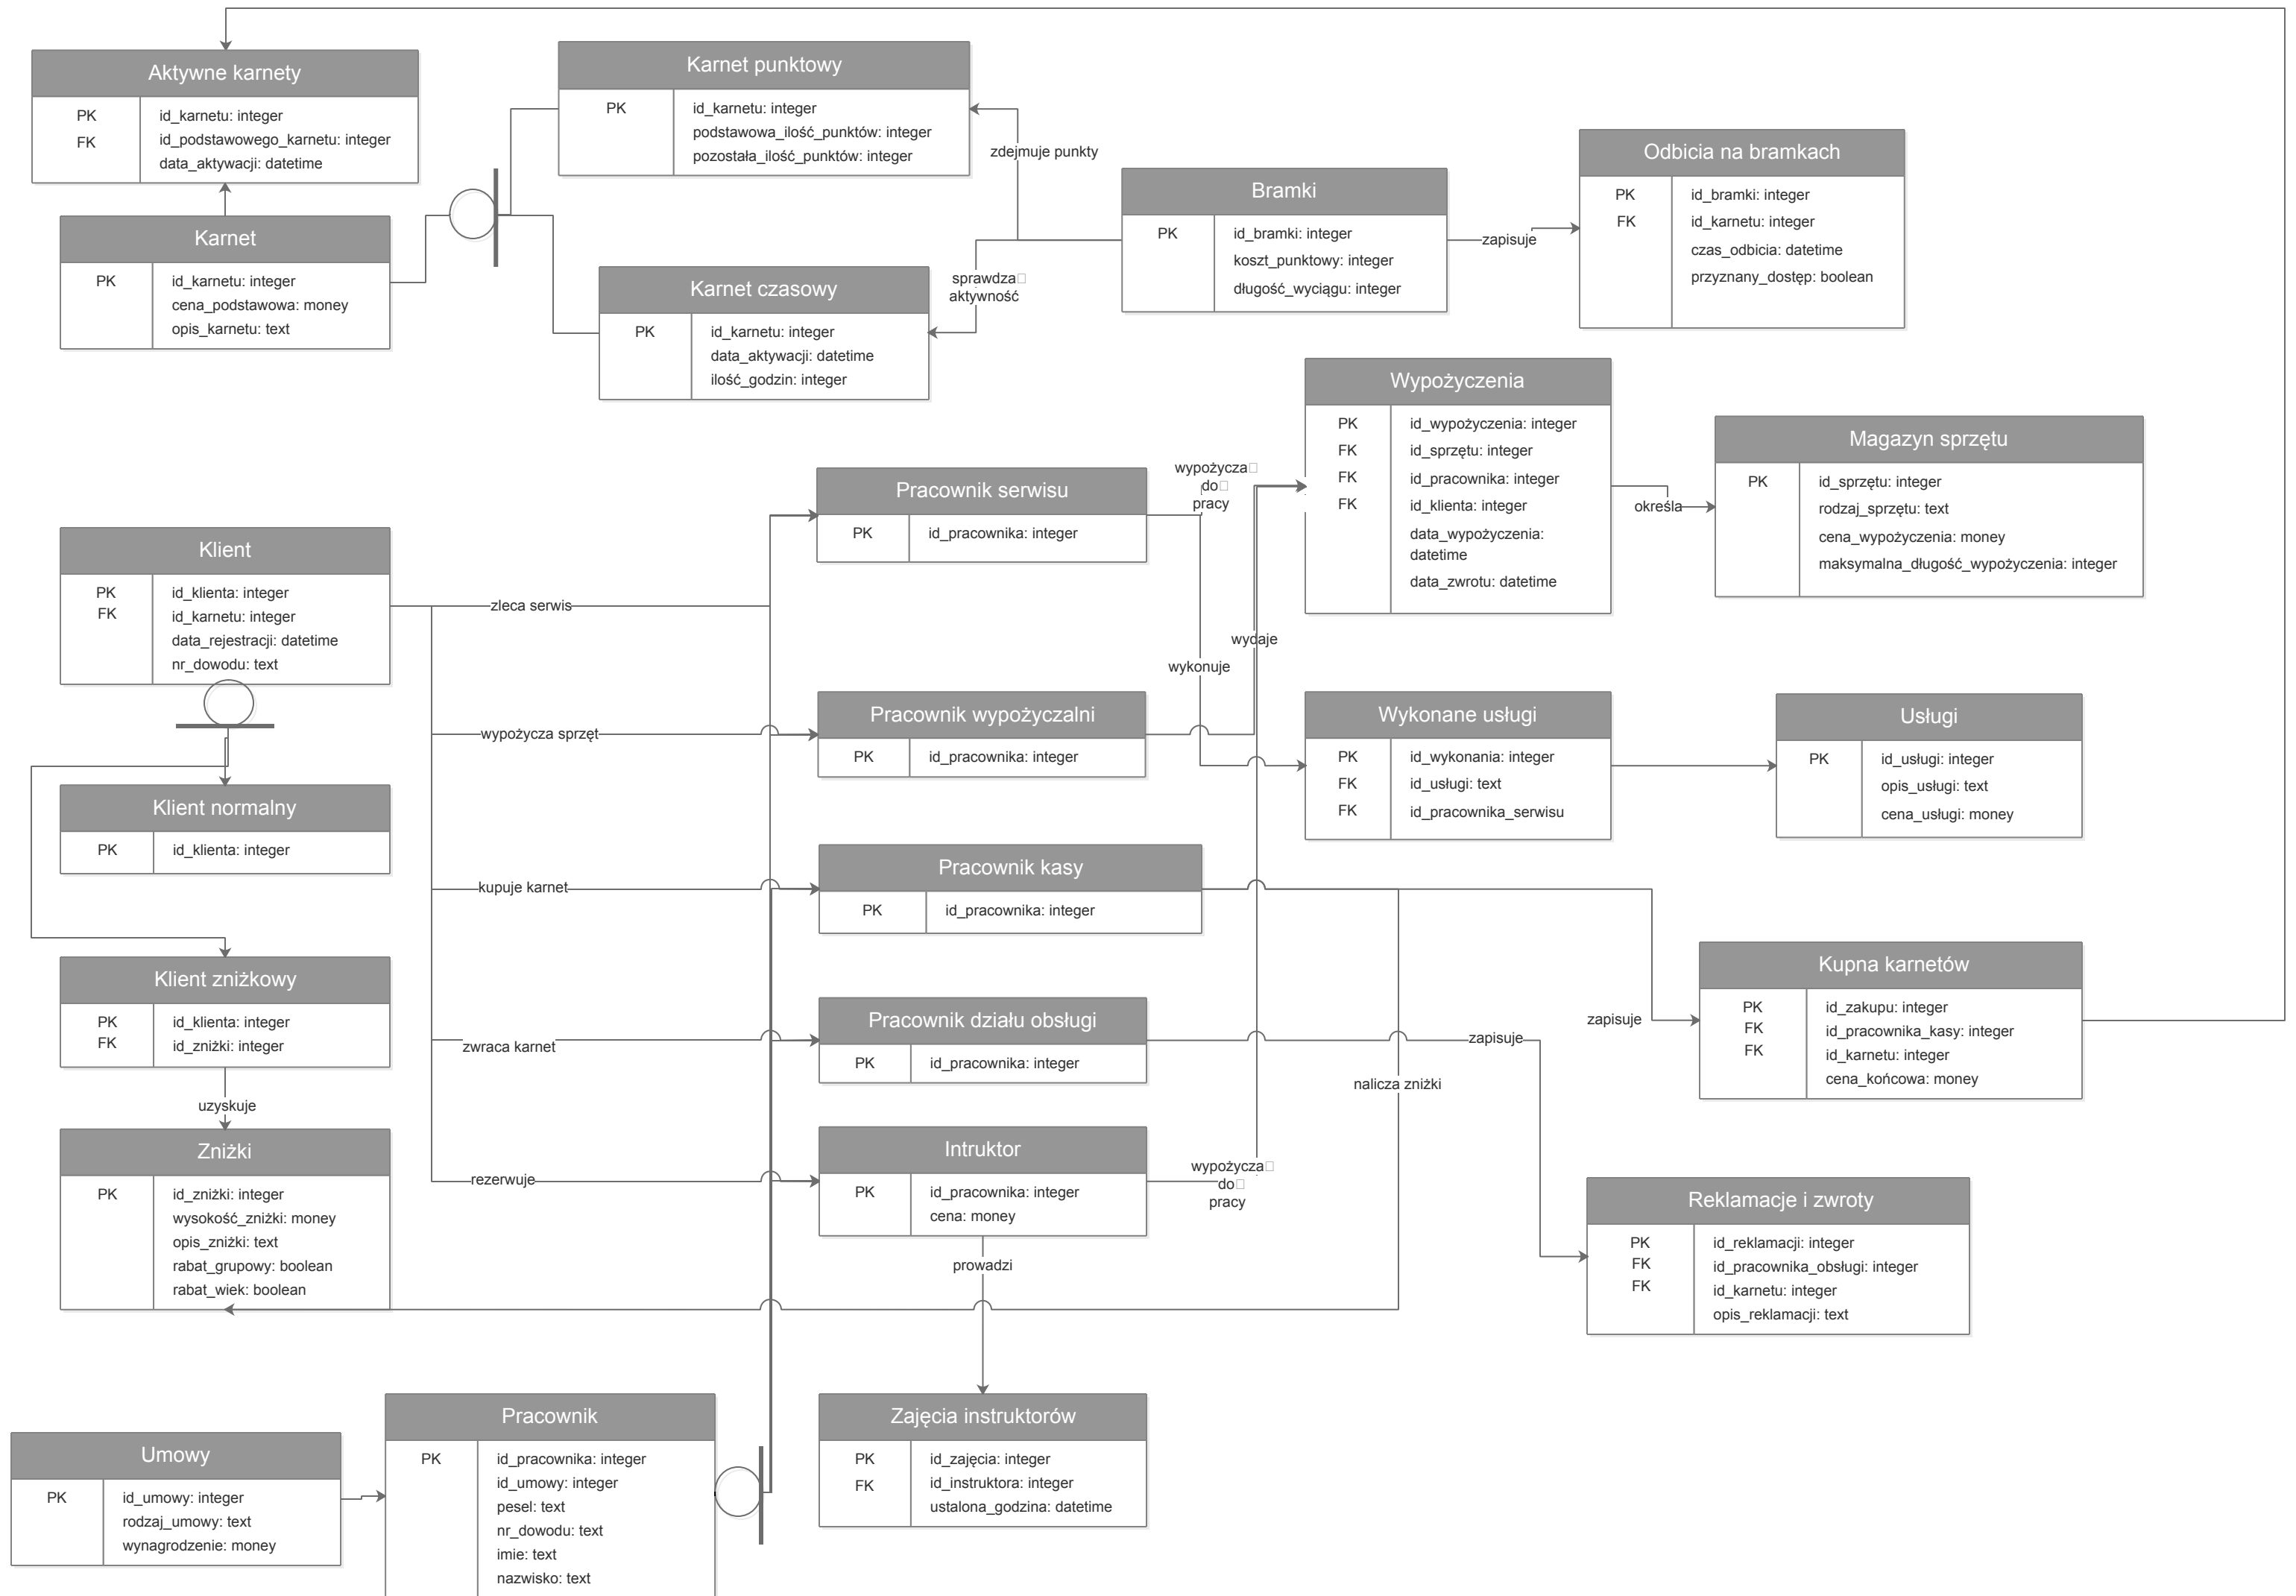 Aktywne karnety
PK id_karnetu: integer
FK id_podstawowego_karnetu: integer
data_aktywacji: datetime
Karnet
PK id_karnetu: integer
cena_podstawowa: money
opis_karnetu: text
Karnet punktowy
PK id_karnetu: integer
podstawowa_ilość_punktów: integer
pozostała_ilość_punktów: integer
Karnet czasowy
PK id_karnetu: integer
data_aktywacji: datetime
ilość_godzin: integer
zdejmuje punkty
sprawdza
aktywność
Bramki
PK id_bramki: integer
koszt_punktowy: integer
długość_wyciągu: integer
zapisuje
Odbicia na bramkach
PK id_bramki: integer
FK id_karnetu: integer
czas_odbicia: datetime
przyznany_dostęp: boolean
Wypożyczenia
PK id_wypożyczenia: integer
FK id_sprzętu: integer
FK id_pracownika: integer
FK id_klienta: integer
data_wypożyczenia:
datetime
data_zwrotu: datetime
określa
Magazyn sprzętu
PK id_sprzętu: integer
rodzaj_sprzętu: text
cena_wypożyczenia: money
maksymalna_długość_wypożyczenia: integer
Klient
PK id_klienta: integer
FK id_karnetu: integer
data_rejestracji: datetime
nr_dowodu: text
zleca serwis
wypożycza sprzęt
kupuje karnet
zwraca karnet
rezerwuje
Pracownik serwisu
PK id_pracownika: integer
wypożycza
do
pracy
wydaje
wykonuje
Pracownik wypożyczalni
PK id_pracownika: integer
Wykonane usługi
PK id_wykonania: integer
FK id_usługi: text
FK id_pracownika_serwisu
Usługi
PK id_usługi: integer
opis_usługi: text
cena_usługi: money
Klient normalny
PK id_klienta: integer
Pracownik kasy
PK id_pracownika: integer
Klient zniżkowy
PK id_klienta: integer
FK id_zniżki: integer
uzyskuje
Pracownik działu obsługi
PK id_pracownika: integer
zapisuje
zapisuje
nalicza zniżki
Kupna karnetów
PK id_zakupu: integer
FK id_pracownika_kasy: integer
FK id_karnetu: integer
cena_końcowa: money
Zniżki
PK id_zniżki: integer
wysokość_zniżki: money
opis_zniżki: text
rabat_grupowy: boolean
rabat_wiek: boolean
Intruktor
PK id_pracownika: integer
cena: money
wypożycza
do
pracy
prowadzi
Reklamacje i zwroty
PK id_reklamacji: integer
FK id_pracownika_obsługi: integer
FK id_karnetu: integer
opis_reklamacji: text
Umowy
PK id_umowy: integer
rodzaj_umowy: text
wynagrodzenie: money
Pracownik
PK id_pracownika: integer
id_umowy: integer
pesel: text
nr_dowodu: text
imie: text
nazwisko: text
Zajęcia instruktorów
PK id_zajęcia: integer
FK id_instruktora: integer
ustalona_godzina: datetime